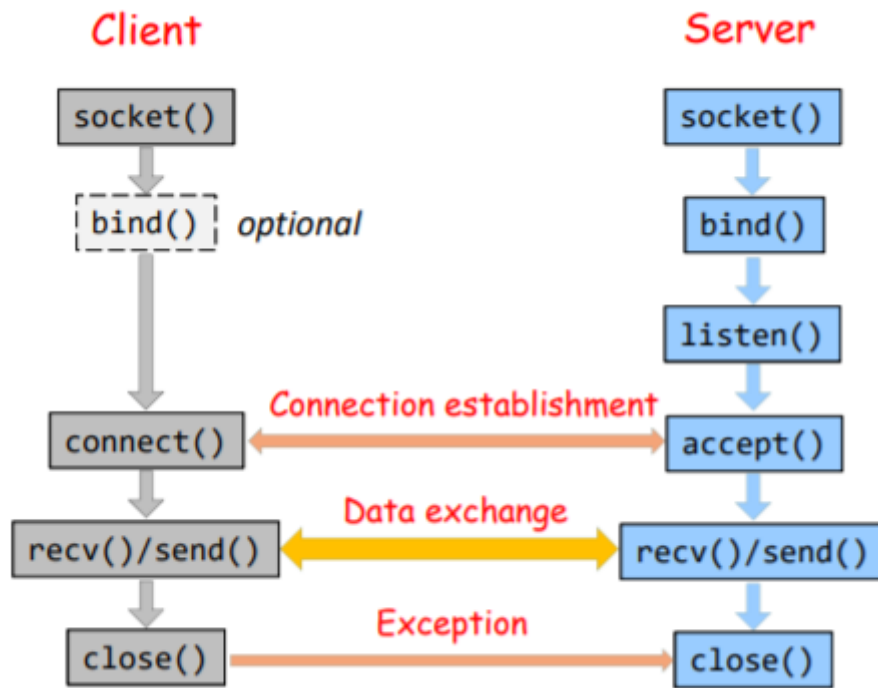 Client Server
socket() socket()
bind() optional bind()
listen()
Connection establishment
connect() accept()
Data exchange
recv()/send() recv()/send()
Exception
close() close()